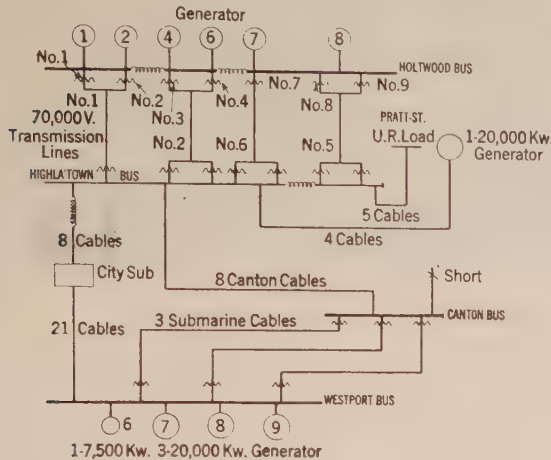 Generator
1 2 4 6 7 8
No.1 HOLTWOOD BUS
No.1 No.2 No.3 No.4 No.7 No.8 No.9
70,000 V.
Transmission
Lines
No.2 No.6 No.5
PRATT-ST.
U.R.Load
1-20,000 Kw.
Generator
HIGHLA'TOWN BUS
5 Cables
4 Cables
8 Cables
City Sub
8 Canton Cables
Short
21 Cables
3 Submarine Cables
CANTON BUS
WESTPORT BUS
6 7 8 9
1-7,500 Kw. 3-20,000 Kw. Generator